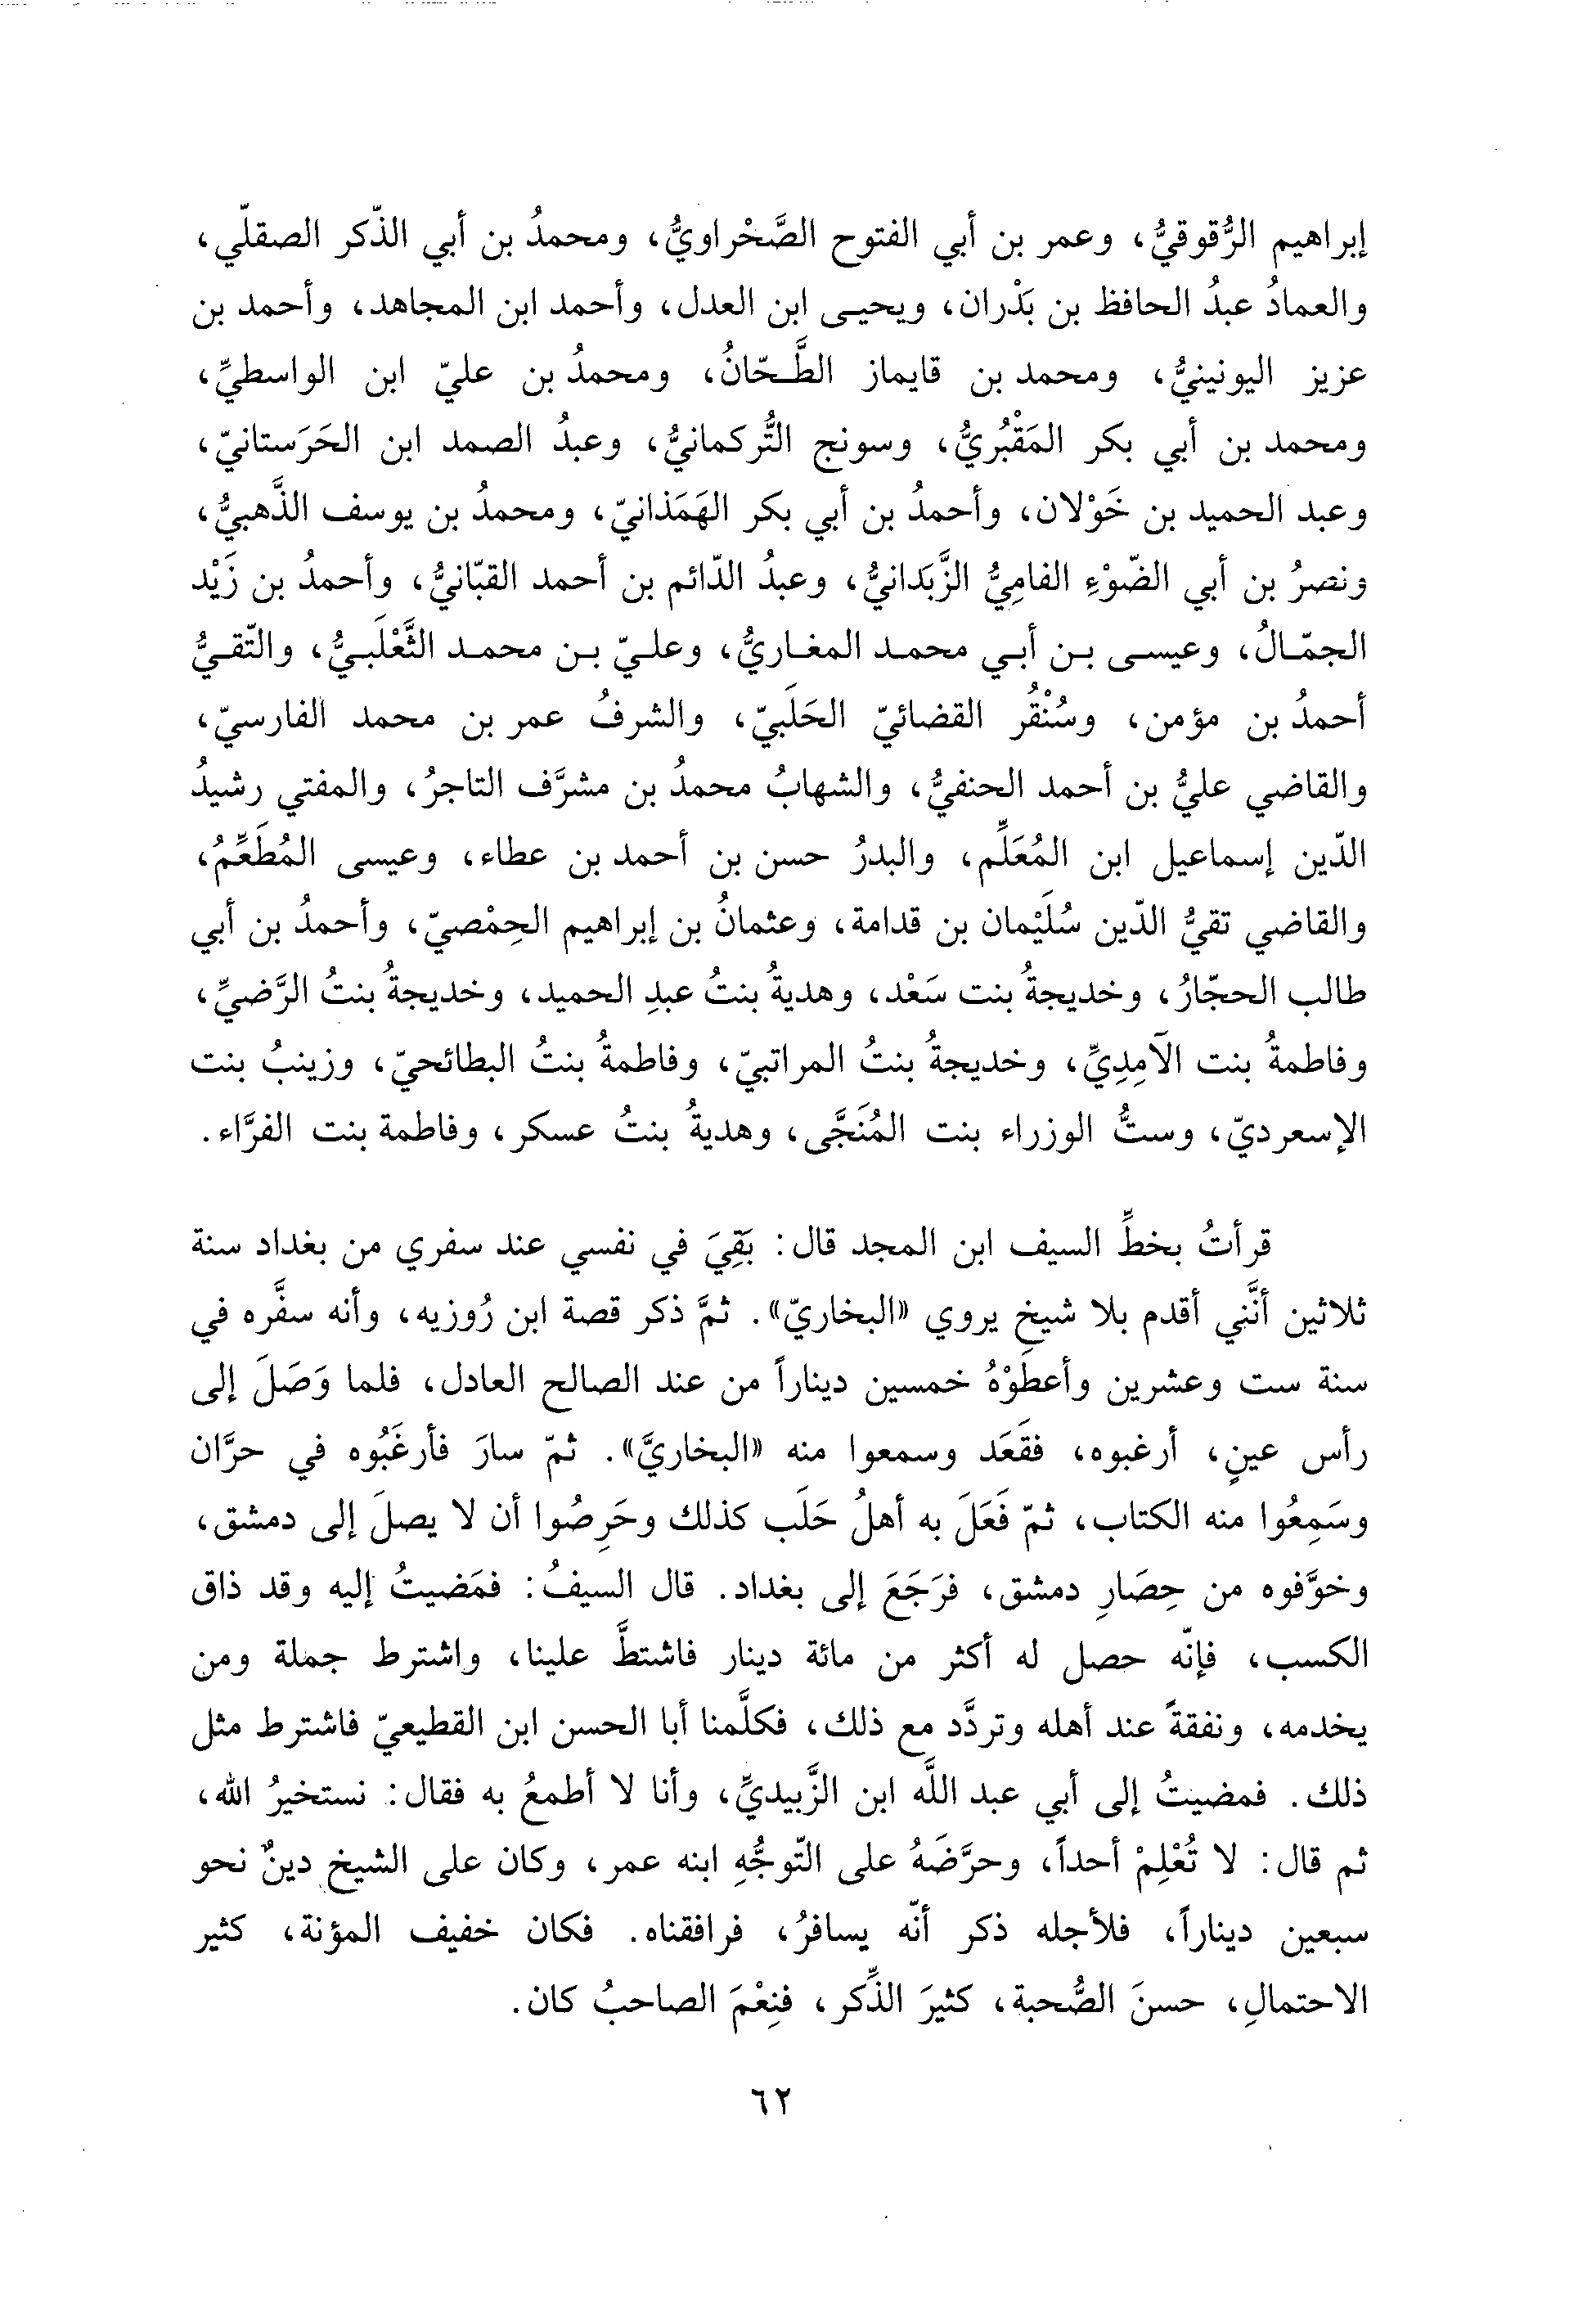 إبراهيم الرُّقوقيُّ، وعمر بن أبي الفتوح الصَّحْراويُّ، ومحمدُ بن أبي الذّكر الصقلّي،
والعمادُ عبدُ الحافظ بن بَدْران، ويحيى ابن العدل، وأحمد ابن المجاهد، وأحمد بن
عزيز اليونينيُّ، ومحمد بن قايماز الطَّحّانُ، ومحمدُ بن عليّ ابن الواسطيِّ،
ومحمد بن أبي بكر المَقْبُريُّ، وسونج التُّركمانيُّ، وعبدُ الصمد ابن الحَرَستانيّ،
وعبد الحميد بن خَوْلان، وأحمدُ بن أبي بكر الهَمَذانيّ، ومحمدُ بن يوسف الذَّهبيُّ،
ونصرُ بن أبي الضّوْءِ الفامِيُّ الزَّبَدانيُّ، وعبدُ الدّائم بن أحمد القبّانيُّ، وأحمدُ بن زَيْد
الجمّالُ، وعيسى بن أبي محمد المغاريُّ، وعليّ بن محمد الثَّعْلَبيُّ، والتّقيُّ
أحمدُ بن مؤمن، وسُنْقُر القضائيّ الحَلَبيّ، والشرفُ عمر بن محمد الفارسيّ،
والقاضي عليُّ بن أحمد الحنفيُّ، والشهابُ محمدُ بن مشرَّف التاجرُ، والمفتي رشيدُ
الدّين إسماعيل ابن المُعَلِّم، والبدرُ حسن بن أحمد بن عطاء، وعيسى المُطَعِّمُ،
والقاضي تقيُّ الدّين سُلَيْمان بن قدامة، وعثمانُ بن إبراهيم الحِمْصيّ، وأحمدُ بن أبي
طالب الحجّارُ، وخديجةُ بنت سَعْد، وهديةُ بنتُ عبدِ الحميد، وخديجةُ بنتُ الرَّضيِّ،
وفاطمةُ بنت الآمِدِيِّ، وخديجةُ بنتُ المراتبيّ، وفاطمةُ بنتُ البطائحيّ، وزينبُ بنت
الإسعرديّ، وستُّ الوزراء بنت المُنَجَّى، وهديةُ بنتُ عسكر، وفاطمة بنت الفرَّاء.
قرأتُ بخطِّ السيف ابن المجد قال: بَقِيَ في نفسي عند سفري من بغداد سنة
ثلاثين أنَّني أقدم بلا شيخٍ يروي «البخاريّ». ثمَّ ذكر قصة ابن رُوزبه، وأنه سفَّره في
سنة ست وعشرين وأعطَوْهُ خمسين ديناراً من عند الصالح العادل، فلما وَصَلَ إلى
رأس عينٍ، أرغبوه، فقَعَد وسمعوا منه «البخاريَّ». ثمّ سارَ فأرغَبُوه في حرَّان
وسَمِعُوا منه الكتاب، ثمّ فَعَلَ به أهلُ حَلَب كذلك وحَرِصُوا أن لا يصلَ إلى دمشق،
وخوَّفوه من حِصَارِ دمشق، فرَجَعَ إلى بغداد. قال السيفُ: فمَضيتُ إليه وقد ذاق
الكسب، فإنّه حصل له أكثر من مائة دينار فاشتطَّ علينا، واشترط جملة ومن
يخدمه، ونفقةً عند أهله وتردَّد مع ذلك، فكلَّمنا أبا الحسن ابن القطيعيّ فاشترط مثل
ذلك. فمضيتُ إلى أبي عبد اللَّه ابن الزَّبيديِّ، وأنا لا أطمعُ به فقال: نستخيرُ الله،
ثم قال: لا تُعْلِمْ أحداً، وحرَّضَهُ على التّوجُّهِ ابنه عمر، وكان على الشيخ دينٌ نحو
سبعين ديناراً، فلأجله ذكر أنّه يسافرُ، فرافقناه. فكان خفيف المؤنة، كثير
الاحتمالِ، حسنَ الصُّحبة، كثيرَ الذِّكر، فنِعْمَ الصاحبُ كان.
٦٢